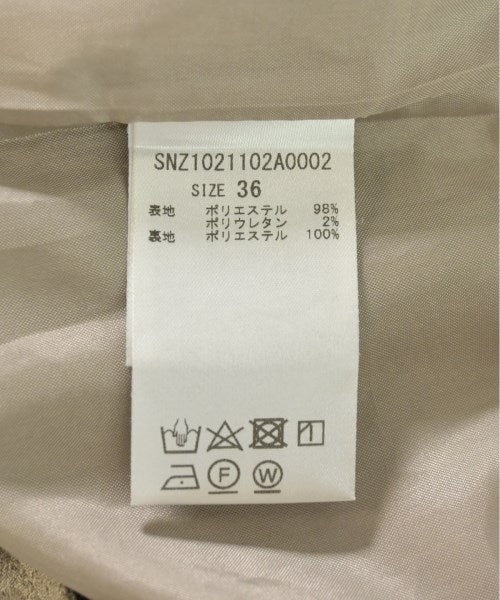 SNZ1021102A0002
SIZE 36
表地 ポリエステル 98%
ポリウレタン 2%
裏地 ポリエステル 100%
F W